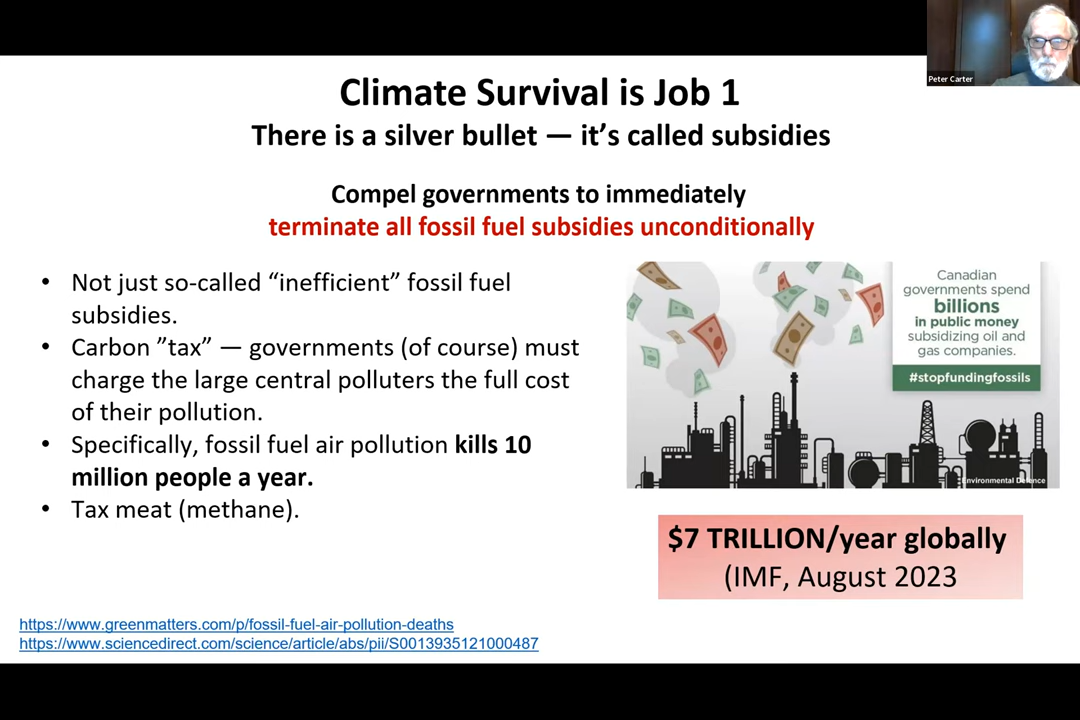 Peter Carter
Climate Survival is Job 1
There is a silver bullet — it’s called subsidies
Compel governments to immediately
terminate all fossil fuel subsidies unconditionally
• Not just so-called “inefficient” fossil fuel
subsidies.
• Carbon ”tax” — governments (of course) must
charge the large central polluters the full cost
of their pollution.
• Specifically, fossil fuel air pollution kills 10
million people a year.
• Tax meat (methane).
Canadian
governments spend
billions
in public money
subsidizing oil and
gas companies.
#stopfundingfossils
Environmental Defence
$7 TRILLION/year globally
(IMF, August 2023
https://www.greenmatters.com/p/fossil-fuel-air-pollution-deaths
https://www.sciencedirect.com/science/article/abs/pii/S0013935121000487